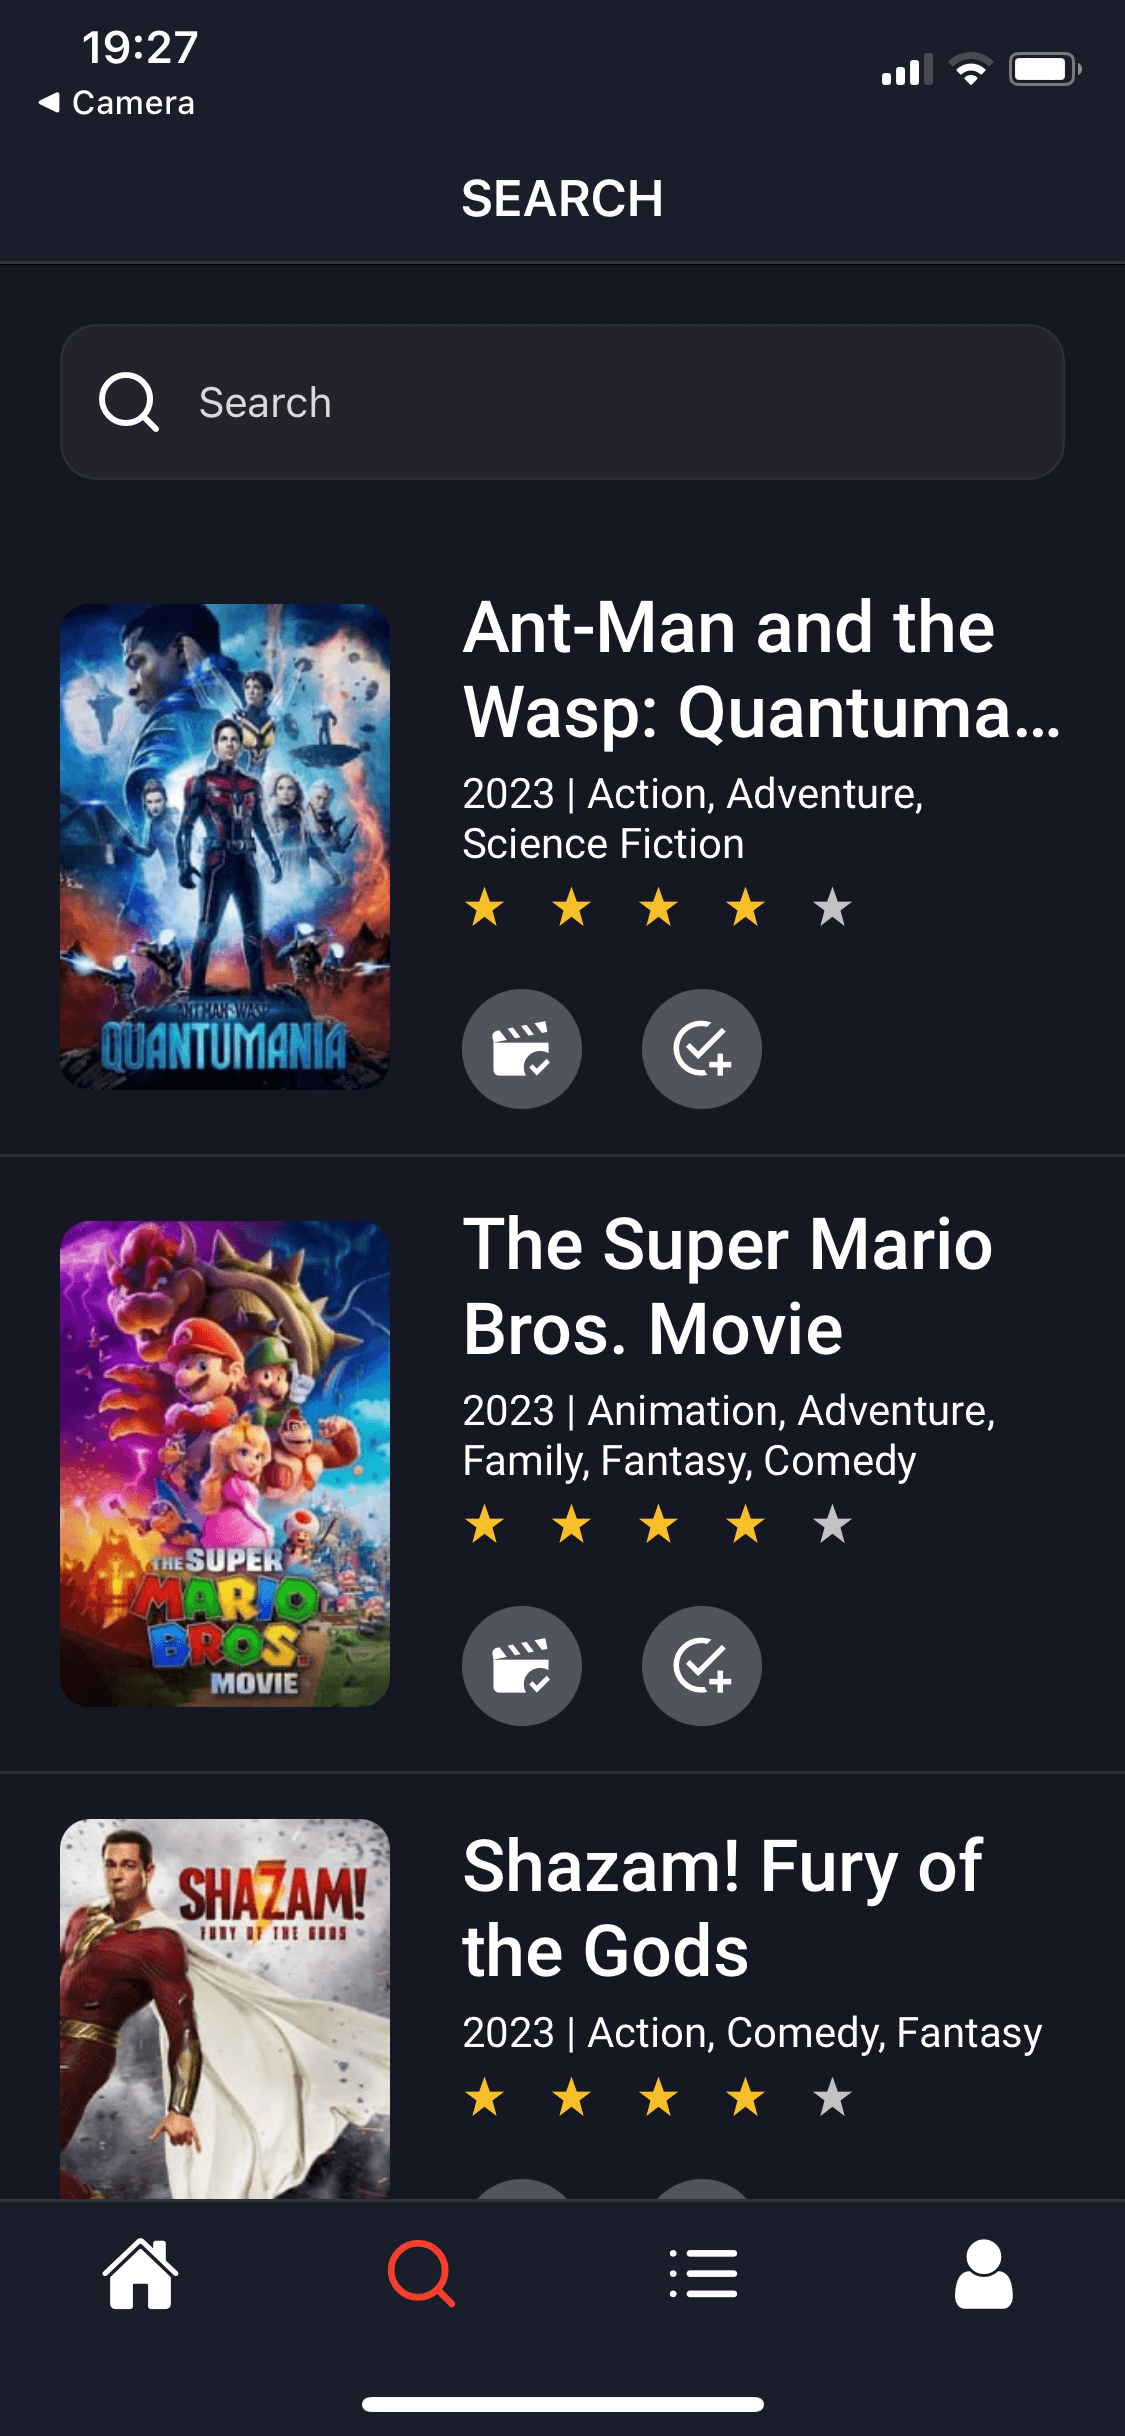 19:27
Camera
SEARCH
Search
Ant-Man and the
Wasp: Quantuma...
2023 | Action, Adventure,
Science Fiction
ANT-MAN AND THE WASP
QUANTUMANIA
The Super Mario
Bros. Movie
2023 | Animation, Adventure,
Family, Fantasy, Comedy
THE SUPER
MARIO
BROS.
MOVIE
Shazam! Fury of
the Gods
2023 | Action, Comedy, Fantasy
SHAZAM!
FURY OF THE GODS